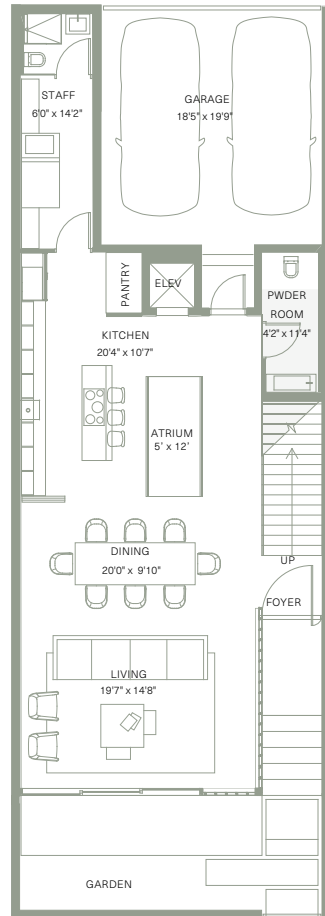 STAFF
6'0" x 14'2"
GARAGE
18'5" x 19'9"
PANTRY
ELEV
PWDER
ROOM
4'2" x 11'4"
KITCHEN
20'4" x 10'7"
ATRIUM
5' x 12'
DINING
20'0" x 9'10"
UP
FOYER
LIVING
19'7" x 14'8"
GARDEN